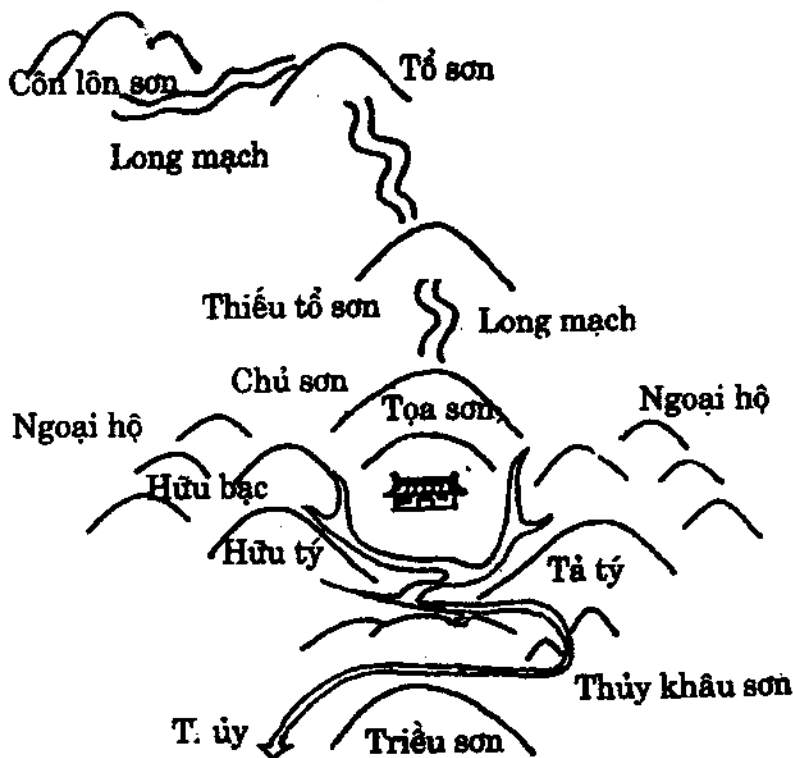 Tổ sơn
Côn lôn sơn
Long mạch
Thiếu tổ sơn
Long mạch
Chủ sơn
Tọa sơn
Ngoại hộ
Ngoại hộ
Hữu bạc
Hữu tý
Tả tý
Thủy khâu sơn
Triều sơn